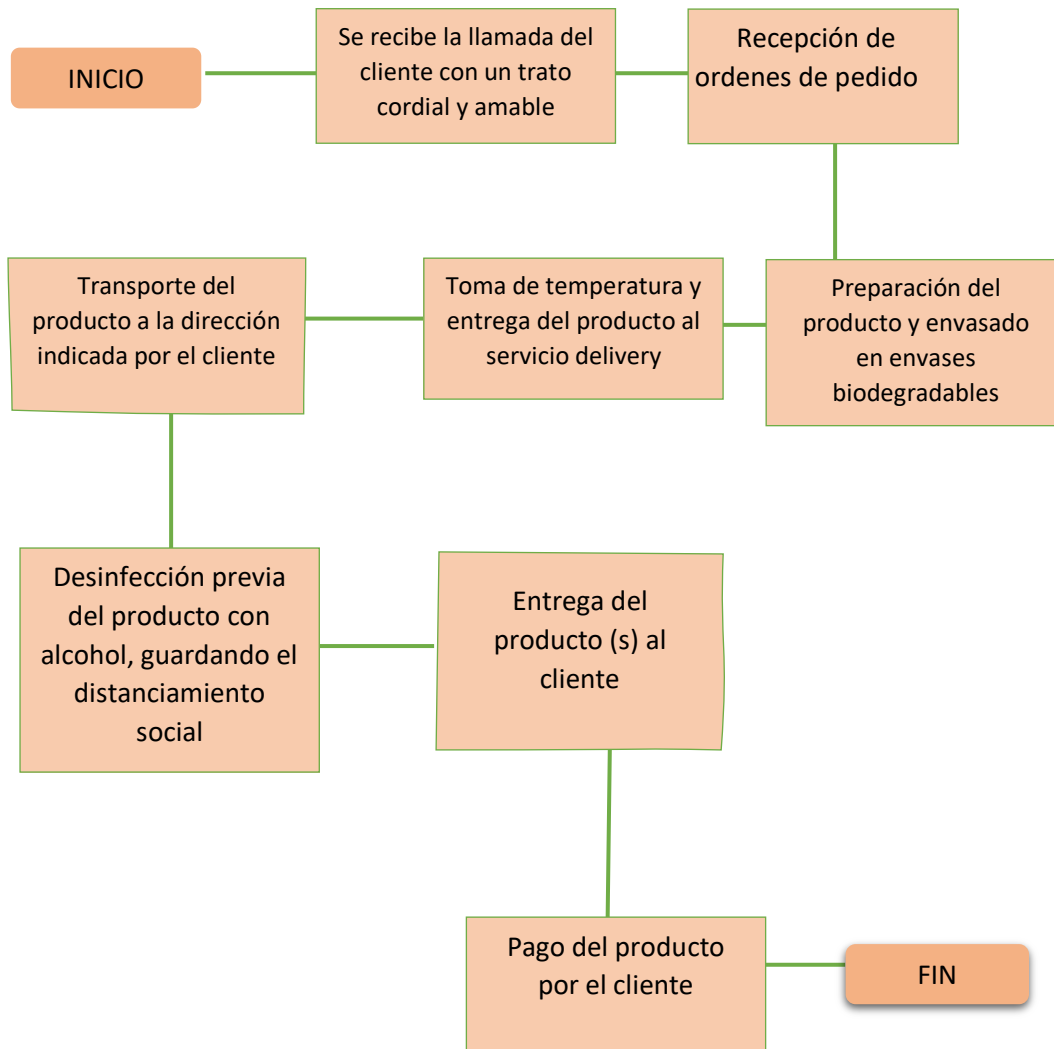 INICIO
Se recibe la llamada del
cliente con un trato
cordial y amable
Recepción de
ordenes de pedido
Preparación del
producto y envasado
en envases
biodegradables
Toma de temperatura y
entrega del producto al
servicio delivery
Transporte del
producto a la dirección
indicada por el cliente
Desinfección previa
del producto con
alcohol, guardando el
distanciamiento
social
Entrega del
producto (s) al
cliente
Pago del producto
por el cliente
FIN